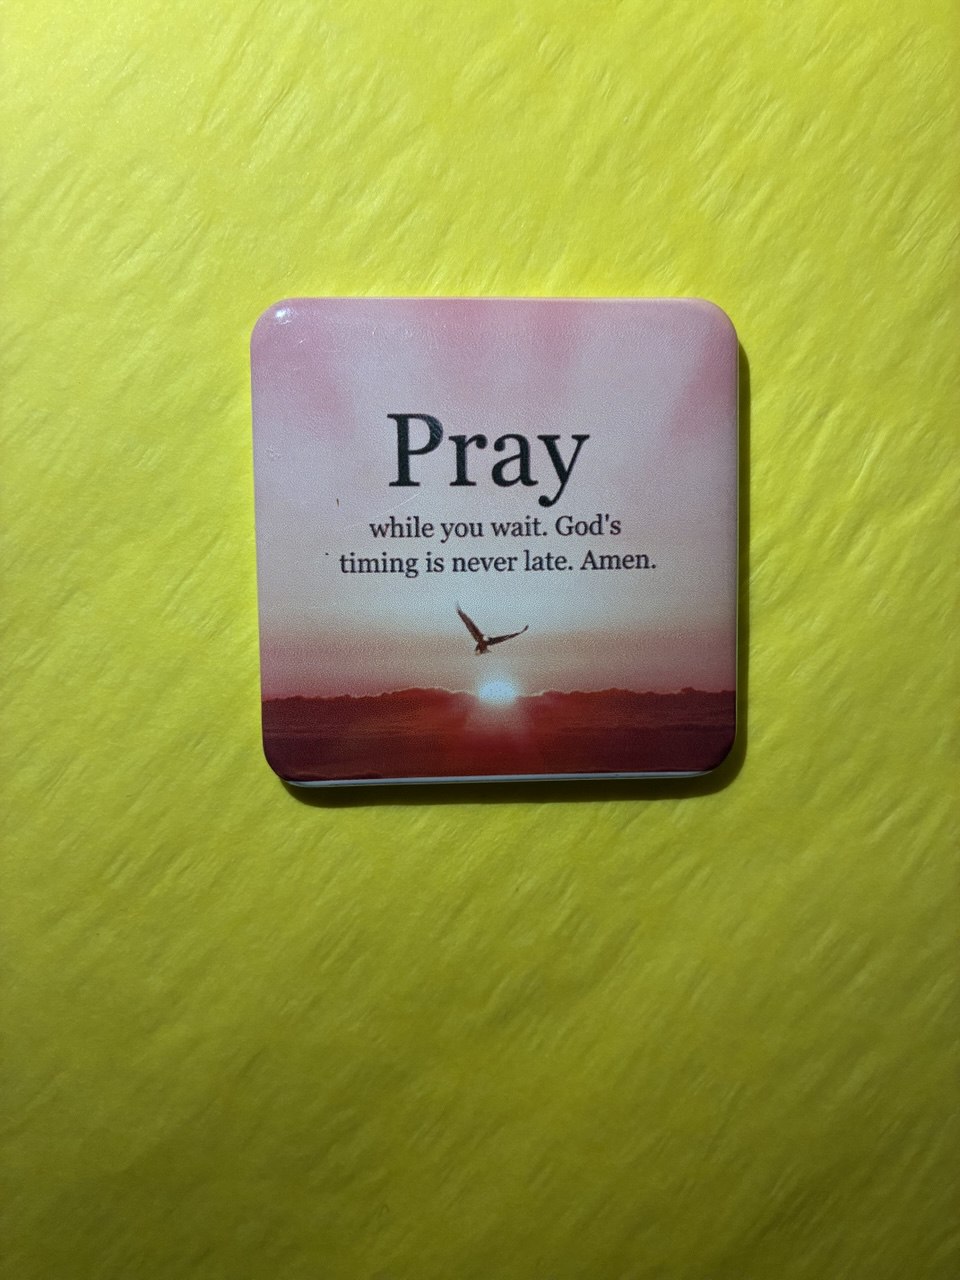 Pray
while you wait. God's
timing is never late. Amen.